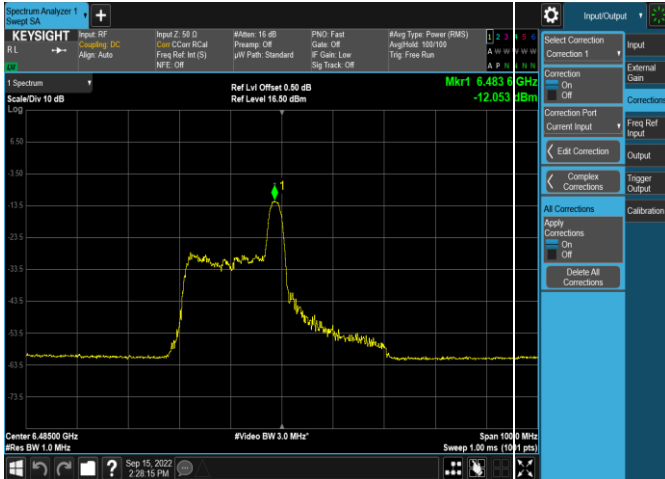 Spectrum Analyzer 1
Swept SA
+
KEYSIGHT
RL
Input: RF
Coupling: DC
Align: Auto
Input Z: 50 Ω
Corr CCorr RCal
Freq Ref: Int (S)
NFE: Off
#Atten: 16 dB
Preamp: Off
µW Path: Standard
PNO: Fast
Gate: Off
IF Gain: Low
Sig Track: Off
#Avg Type: Power (RMS)
Avg|Hold: 100/100
Trig: Free Run
1 2 3 4 5 6
A W W W W W
A P N N N N
1 Spectrum
Scale/Div 10 dB
Log
Ref Lvl Offset 0.50 dB
Ref Level 16.50 dBm
Mkr1 6.483 6 GHz
-12.053 dBm
6.50
-3.50
-13.5
-23.5
-33.5
-43.5
-53.5
-63.5
-73.5
1
Center 6.48500 GHz
#Res BW 1.0 MHz
#Video BW 3.0 MHz*
Span 100.0 MHz
Sweep 1.00 ms (1001 pts)
?
Sep 15, 2022
2:28:15 PM
Input/Output
Select Correction
Correction 1
Correction
On
Off
Correction Port
Current Input
Edit Correction
Complex
Corrections
All Corrections
Apply
Corrections
On
Off
Delete All
Corrections
Input
External
Gain
Corrections
Freq Ref
Input
Output
Trigger
Output
Calibration